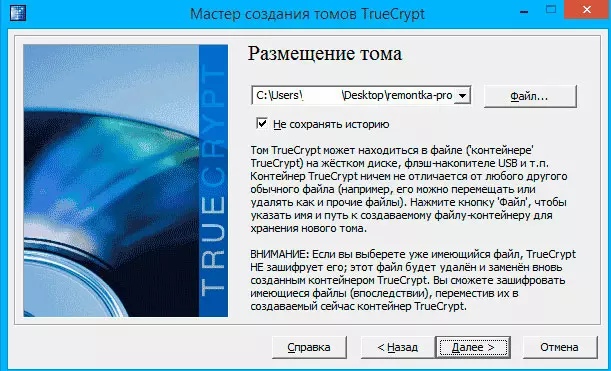 Мастер создания томов TrueCrypt
TRUECRYPT
Размещение тома
C:\Users\ \Desktop\remontka-pro
Файл...
Не сохранять историю
Том TrueCrypt может находиться в файле ('контейнере'
TrueCrypt) на жёстком диске, флэш-накопителе USB и т.п.
Контейнер TrueCrypt ничем не отличается от любого другого
обычного файла (например, его можно перемещать или
удалять как и прочие файлы). Нажмите кнопку 'Файл', чтобы
указать имя и путь к создаваемому файлу-контейнеру для
хранения нового тома.
ВНИМАНИЕ: Если вы выберете уже имеющийся файл, TrueCrypt
НЕ зашифрует его; этот файл будет удалён и заменён вновь
созданным контейнером TrueCrypt. Вы сможете зашифровать
имеющиеся файлы (впоследствии), переместив их в
создаваемый сейчас контейнер TrueCrypt.
Справка
< Назад
Далее >
Отмена